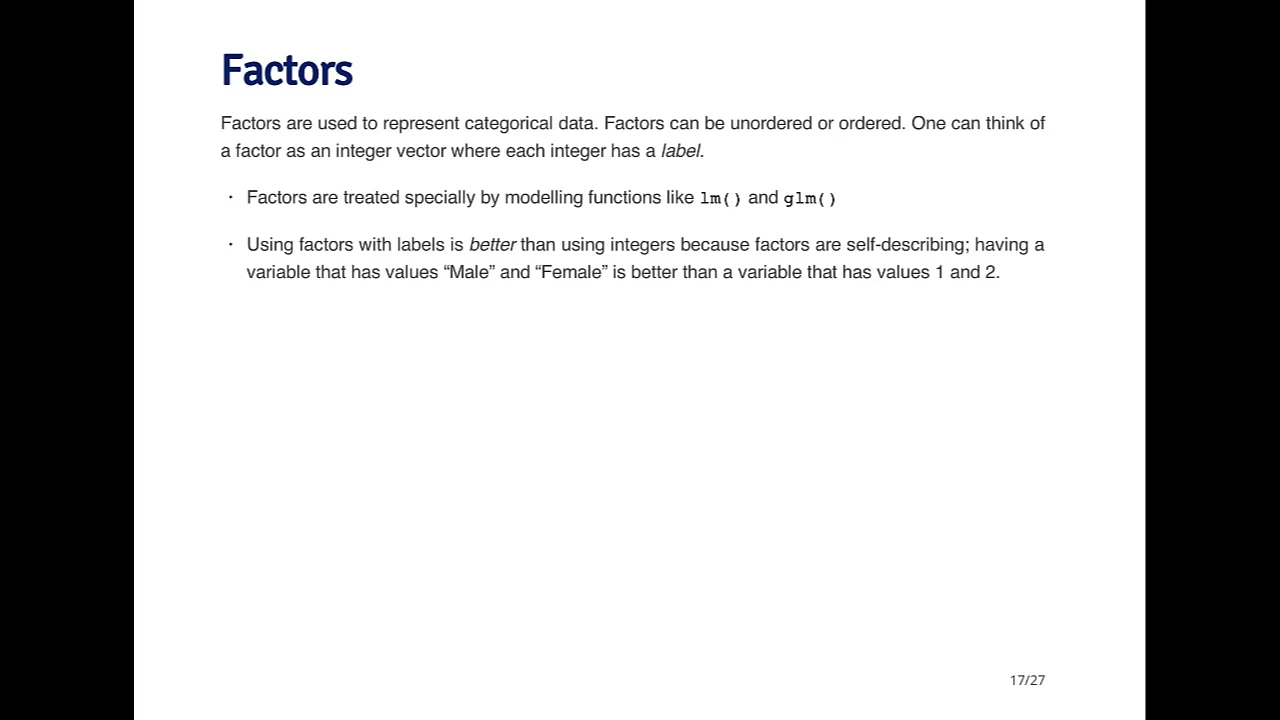 Factors
Factors are used to represent categorical data. Factors can be unordered or ordered. One can think of
a factor as an integer vector where each integer has a label.
· Factors are treated specially by modelling functions like lm() and glm()
· Using factors with labels is better than using integers because factors are self-describing; having a
variable that has values “Male” and “Female” is better than a variable that has values 1 and 2.
17/27